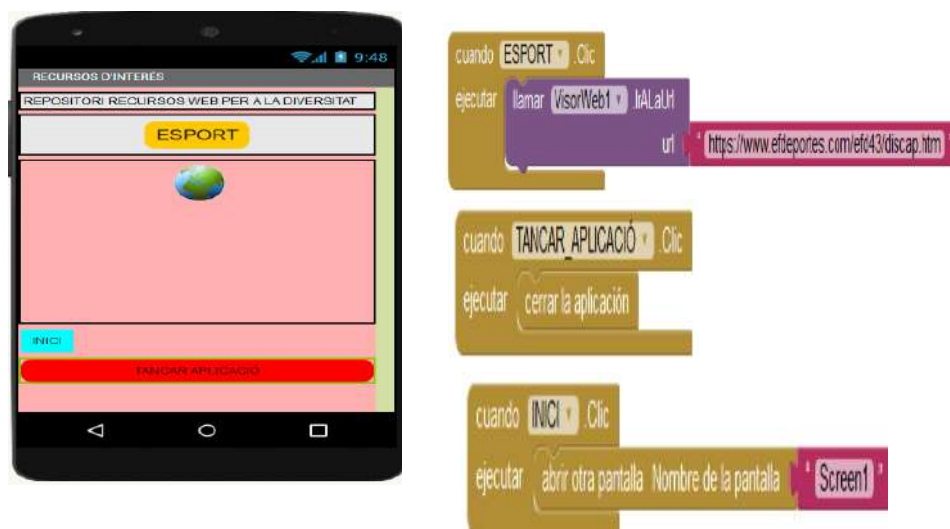 9:48
RECURSOS D'INTERÉS
REPOSITORI RECURSOS WEB PER A LA DIVERSITAT
ESPORT
INICI
TANCAR APLICACIÓ
cuando ESPORT .Clic
ejecutar llamar VisorWeb1 .IrALaUrl
url " https://www.efdeportes.com/efd43/discap.htm
cuando TANCAR_APLICACIÓ .Clic
ejecutar cerrar la aplicación
cuando INICI .Clic
ejecutar abrir otra pantalla Nombre de la pantalla " Screen1 "